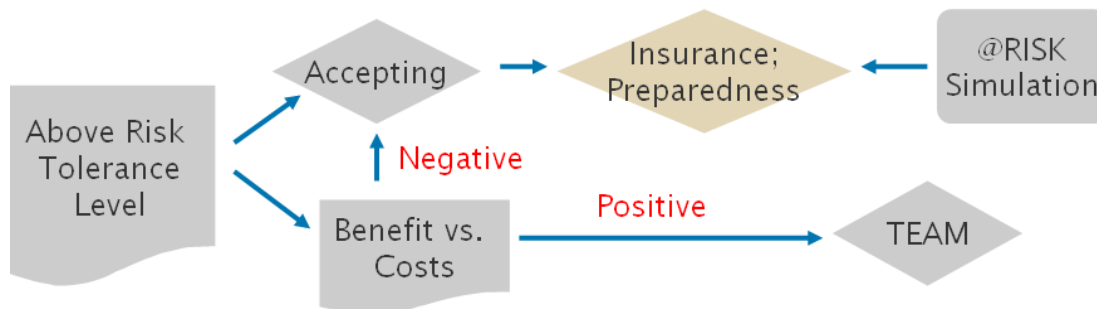 Above Risk
Tolerance
Level
Accepting
Insurance;
Preparedness
@RISK
Simulation
Negative
Benefit vs.
Costs
Positive
TEAM